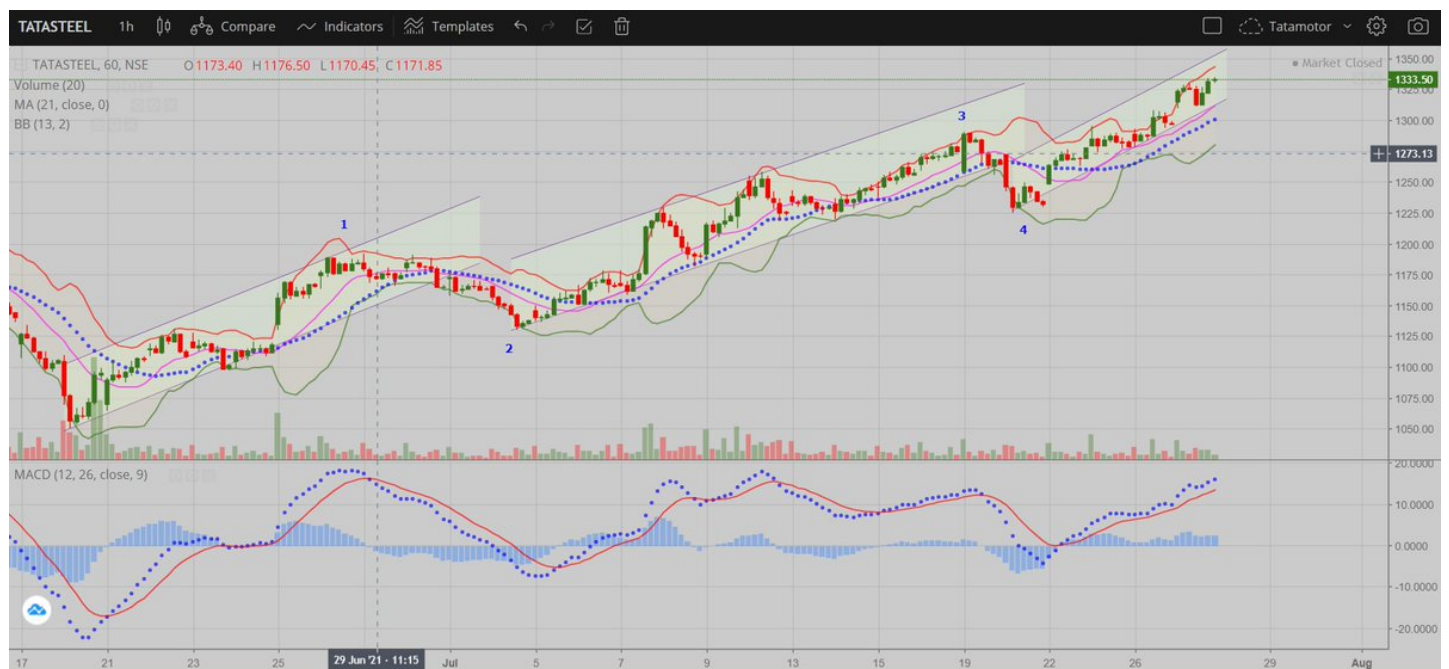 TATASTEEL 1h Compare Indicators Templates Tatamotor
TATASTEEL, 60, NSE O1173.40 H1176.50 L1170.45 C1171.85
Market Closed
Volume (20)
MA (21, close, 0)
BB (13, 2)
1350.00
1333.50
1325.00
1300.00
1273.13
1250.00
1225.00
1200.00
1175.00
1150.00
1125.00
1100.00
1075.00
1050.00
1
2
3
4
MACD (12, 26, close, 9)
20.0000
10.0000
0.0000
-10.0000
-20.0000
17 21 23 25 29 Jun '21 - 11:15 Jul 5 7 9 13 15 19 22 26 29 Aug